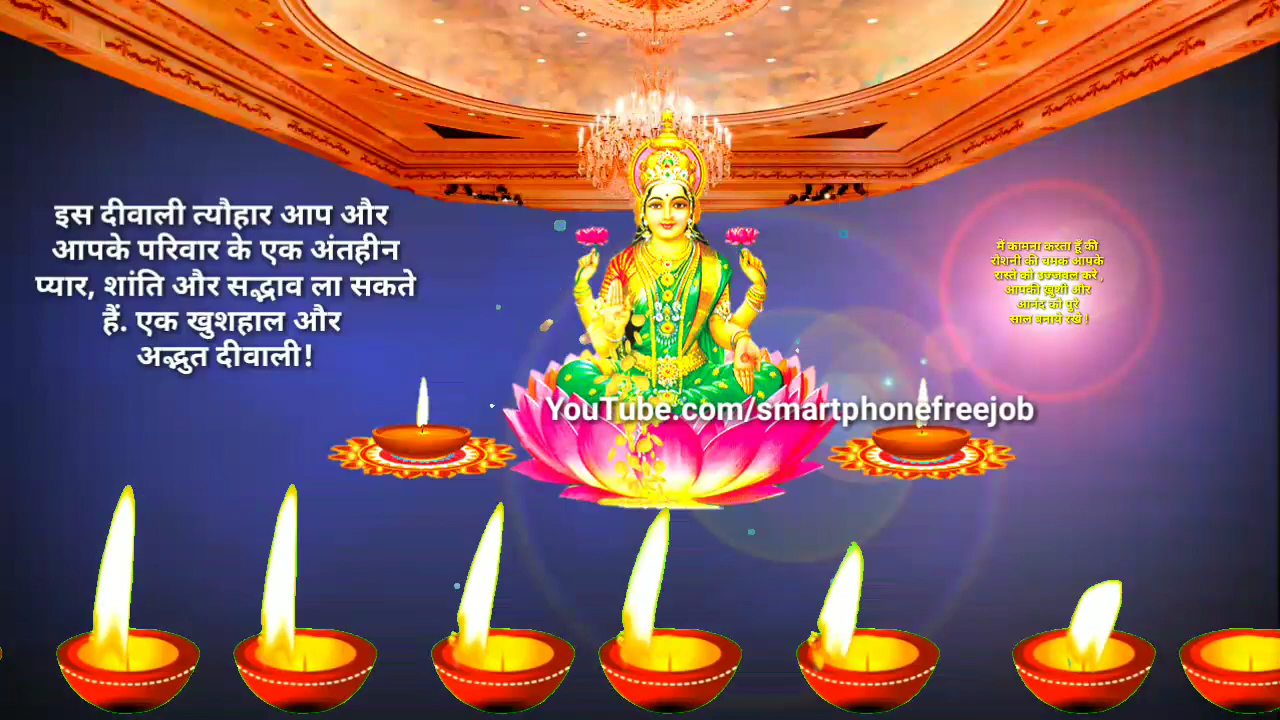 इस दीवाली त्यौहार आप और
आपके परिवार के एक अंतहीन
प्यार, शांति और सद्भाव ला सकते
हैं. एक खुशहाल और
अद्भुत दीवाली!
में कामना करता हूँ की
रोशनी की चमक आपके
रास्ते को उज्जवल करे ,
आपकी ख़ुशी और
आनंद को पुरे
साल बनाये रखे !
YouTube.com/smartphonefreejob